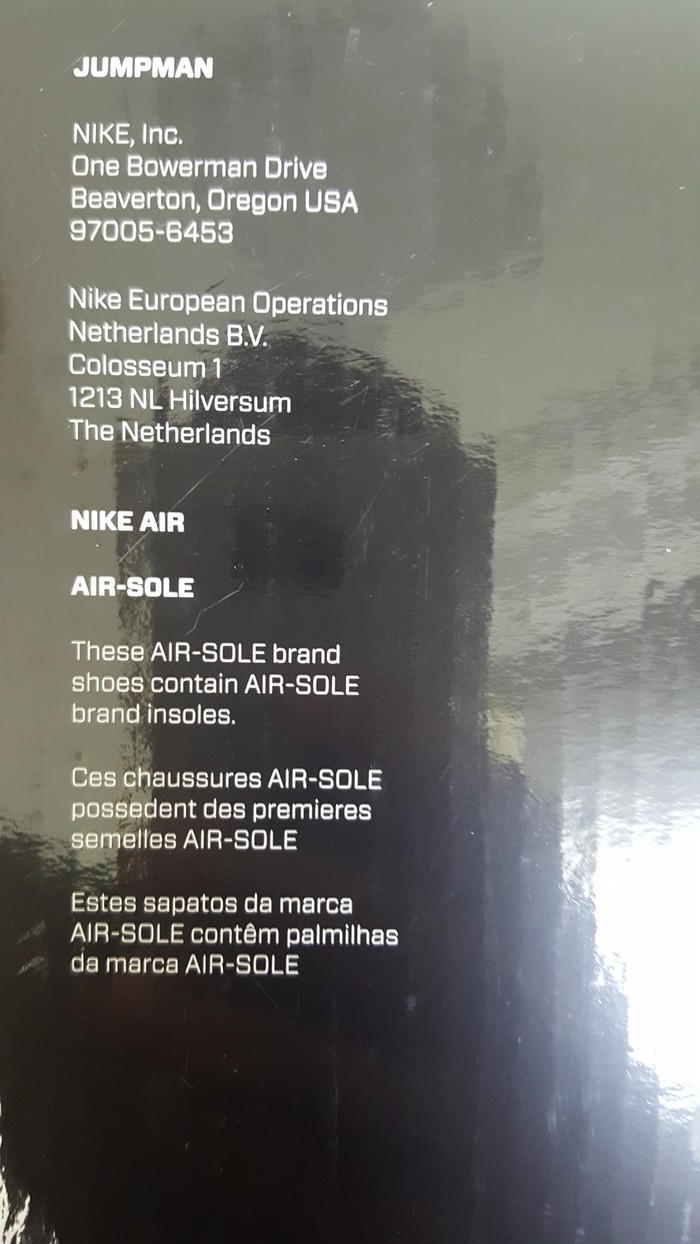 JUMPMAN
NIKE, Inc.
One Bowerman Drive
Beaverton, Oregon USA
97005-6453
Nike European Operations
Netherlands B.V.
Colosseum 1
1213 NL Hilversum
The Netherlands
NIKE AIR
AIR-SOLE
These AIR-SOLE brand
shoes contain AIR-SOLE
brand insoles.
Ces chaussures AIR-SOLE
possedent des premieres
semelles AIR-SOLE
Estes sapatos da marca
AIR-SOLE contêm palmilhas
da marca AIR-SOLE